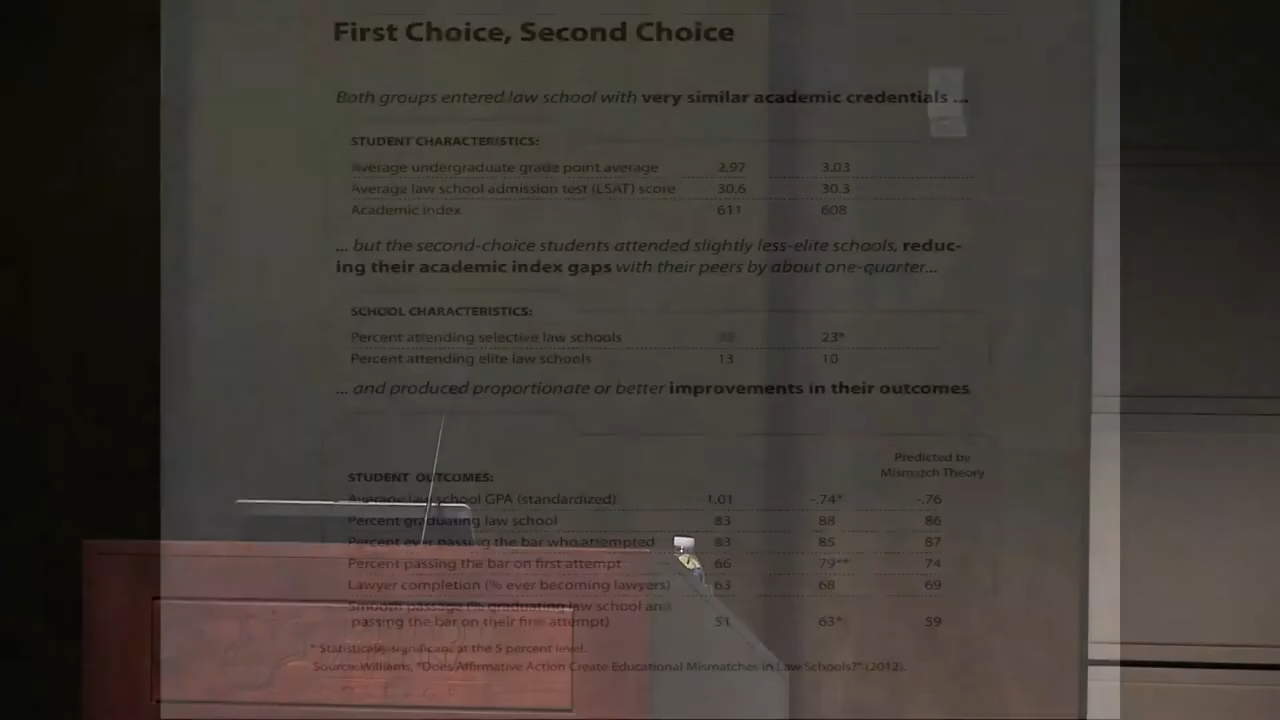 First Choice, Second Choice
Both groups entered law school with very similar academic credentials ...
STUDENT CHARACTERISTICS:
Average undergraduate grade point average 2.97 3.03
Average law school admission test (LSAT) score 30.6 30.3
Academic index 611 608
... but the second-choice students attended slightly less-elite schools, reduc-
ing their academic index gaps with their peers by about one-quarter...
SCHOOL CHARACTERISTICS:
Percent attending selective law schools 23*
Percent attending elite law schools 13 10
... and produced proportionate or better improvements in their outcomes
Predicted by
Mismatch Theory
STUDENT OUTCOMES:
Average law school GPA (standardized) -1.01 -.74* -.76
Percent graduating law school 83 88 86
Percent ever passing the bar who attempted 83 85 87
Percent passing the bar on first attempt 66 79** 74
Lawyer completion (% ever becoming lawyers) 63 68 69
Smooth passage (% graduating law school and
passing the bar on their first attempt) 51 63* 59
* Statistically significant at the 5 percent level.
Source: Williams, "Does Affirmative Action Create Educational Mismatches in Law Schools?" (2012).